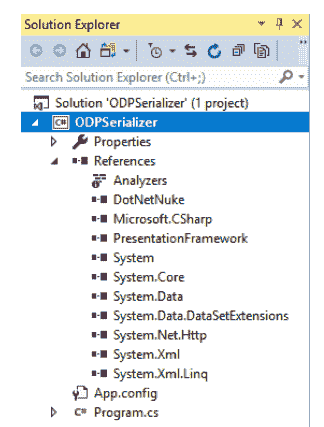 Solution Explorer
Search Solution Explorer (Ctrl+;)
Solution 'ODPSerializer' (1 project)
C# ODPSerializer
Properties
References
Analyzers
DotNetNuke
Microsoft.CSharp
PresentationFramework
System
System.Core
System.Data
System.Data.DataSetExtensions
System.Net.Http
System.Xml
System.Xml.Linq
App.config
C# Program.cs